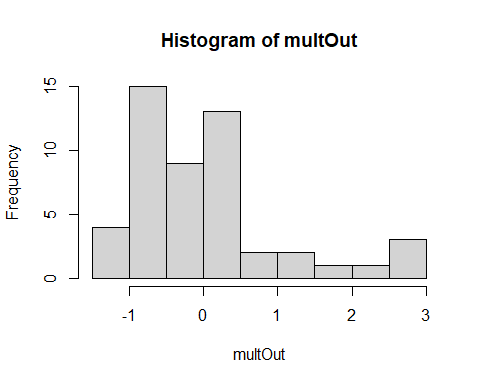 Histogram of multOut
Frequency
15
10
5
0
-1 0 1 2 3
multOut